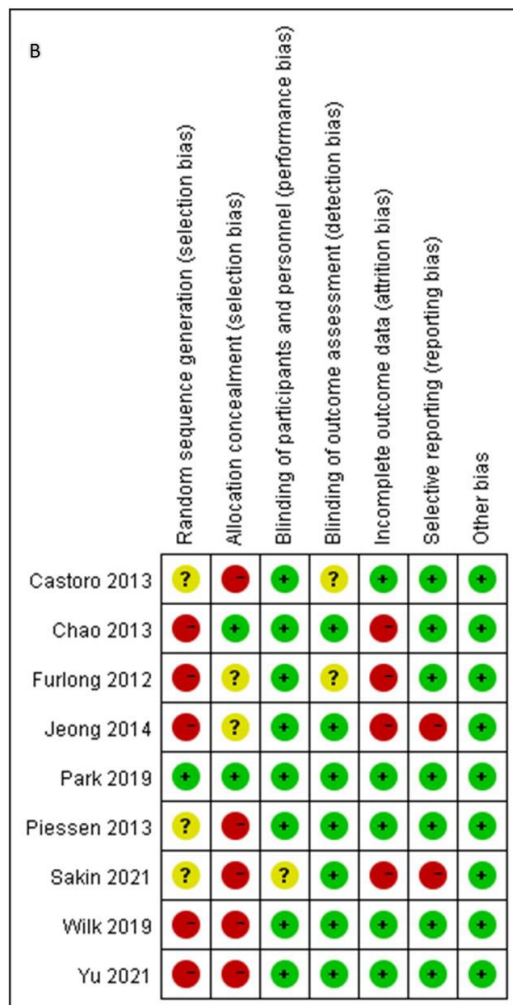 B
Random sequence generation (selection bias)
Allocation concealment (selection bias)
Blinding of participants and personnel (performance bias)
Blinding of outcome assessment (detection bias)
Incomplete outcome data (attrition bias)
Selective reporting (reporting bias)
Other bias
Castoro 2013 ? - + ? + + +
Chao 2013 - + + + - + +
Furlong 2012 - ? + ? - + +
Jeong 2014 - ? + + - - +
Park 2019 + + + + + + +
Piessen 2013 ? - + + + + +
Sakin 2021 ? - ? + - - +
Wilk 2019 - - + + + + +
Yu 2021 - - + + + + +